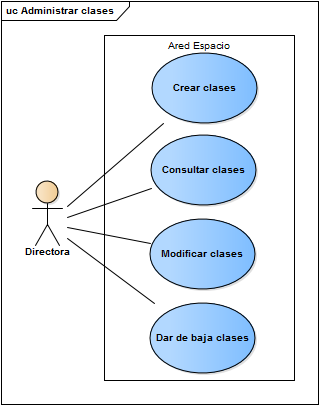 uc Administrar clases
Ared Espacio
Crear clases
Consultar clases
Modificar clases
Directora
Dar de baja clases